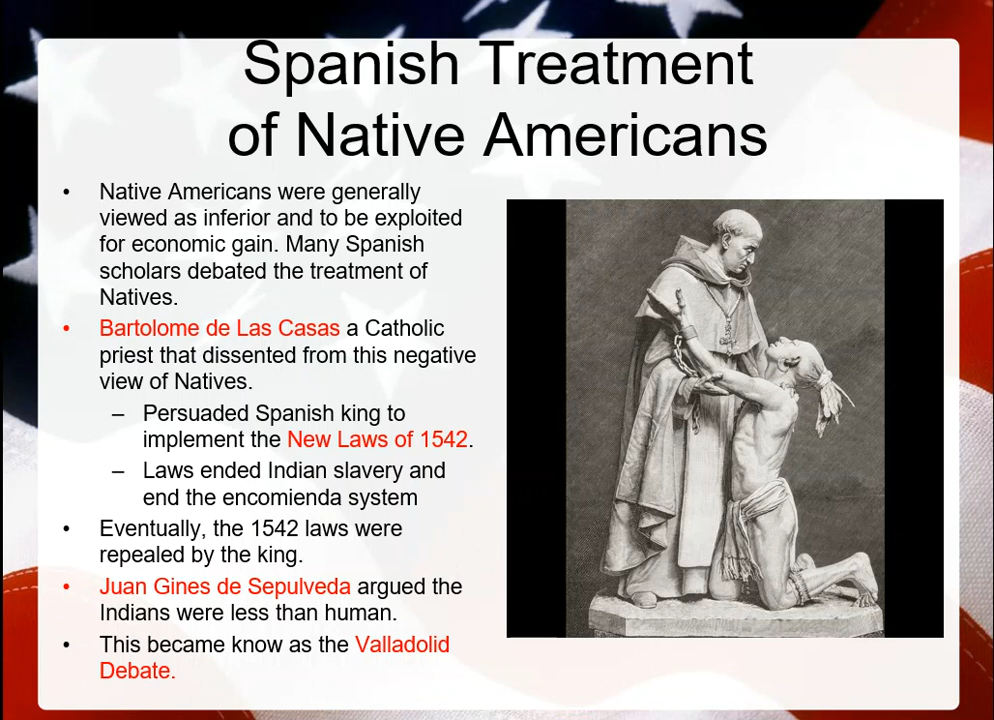 Spanish Treatment
of Native Americans
• Native Americans were generally
viewed as inferior and to be exploited
for economic gain. Many Spanish
scholars debated the treatment of
Natives.
• Bartolome de Las Casas a Catholic
priest that dissented from this negative
view of Natives.
– Persuaded Spanish king to
implement the New Laws of 1542.
– Laws ended Indian slavery and
end the encomienda system
• Eventually, the 1542 laws were
repealed by the king.
• Juan Gines de Sepulveda argued the
Indians were less than human.
• This became know as the Valladolid
Debate.